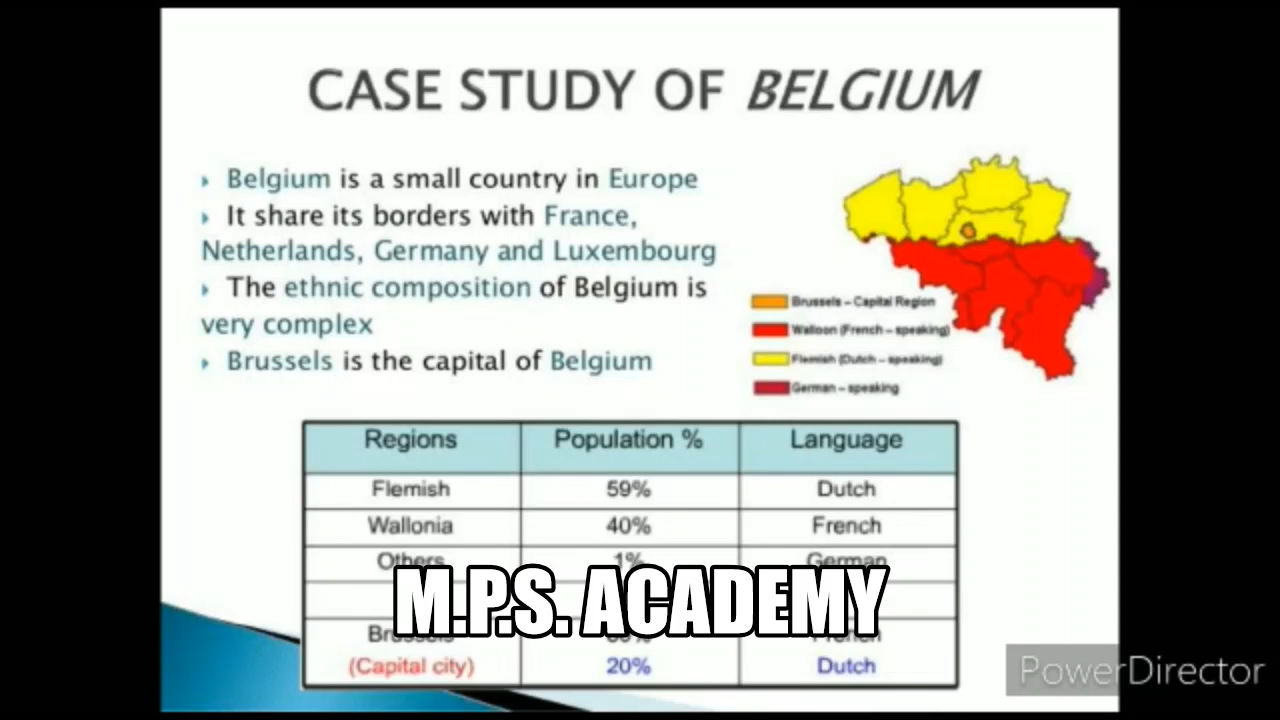 CASE STUDY OF BELGIUM
Belgium is a small country in Europe
It share its borders with France,
Netherlands, Germany and Luxembourg
The ethnic composition of Belgium is
very complex
Brussels is the capital of Belgium
Brussels – Capital Region
Walloon (French – speaking)
Flemish (Dutch – speaking)
German – speaking
Regions Population % Language
Flemish 59% Dutch
Wallonia 40% French
Others 1% German
M.P.S. ACADEMY
(Capital city) 20% Dutch
PowerDirector